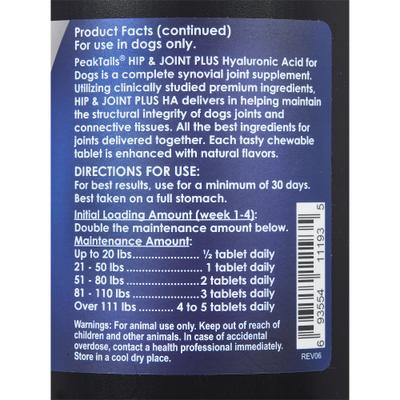 Product Facts (continued)
For use in dogs only.
PeakTails® HIP & JOINT PLUS Hyaluronic Acid for
Dogs is a complete synovial joint supplement.
Utilizing clinically studied premium ingredients,
HIP & JOINT PLUS HA delivers in helping maintain
the structural integrity of dogs joints and
connective tissues. All the best ingredients for
joints delivered together. Each tasty chewable
tablet is enhanced with natural flavors.
DIRECTIONS FOR USE:
For best results, use for a minimum of 30 days.
Best taken on a full stomach.
Initial Loading Amount (week 1-4):
Double the maintenance amount below.
Maintenance Amount:
Up to 20 lbs .................... ½ tablet daily
21 - 50 lbs ...................... 1 tablet daily
51 - 80 lbs .................... 2 tablets daily
81 - 110 lbs .................. 3 tablets daily
Over 111 lbs ........... 4 to 5 tablets daily
Warnings: For animal use only. Keep out of reach of
children and other animals. In case of accidental
overdose, contact a health professional immediately.
Store in a cool dry place.
REV06
6 93554 11193 5